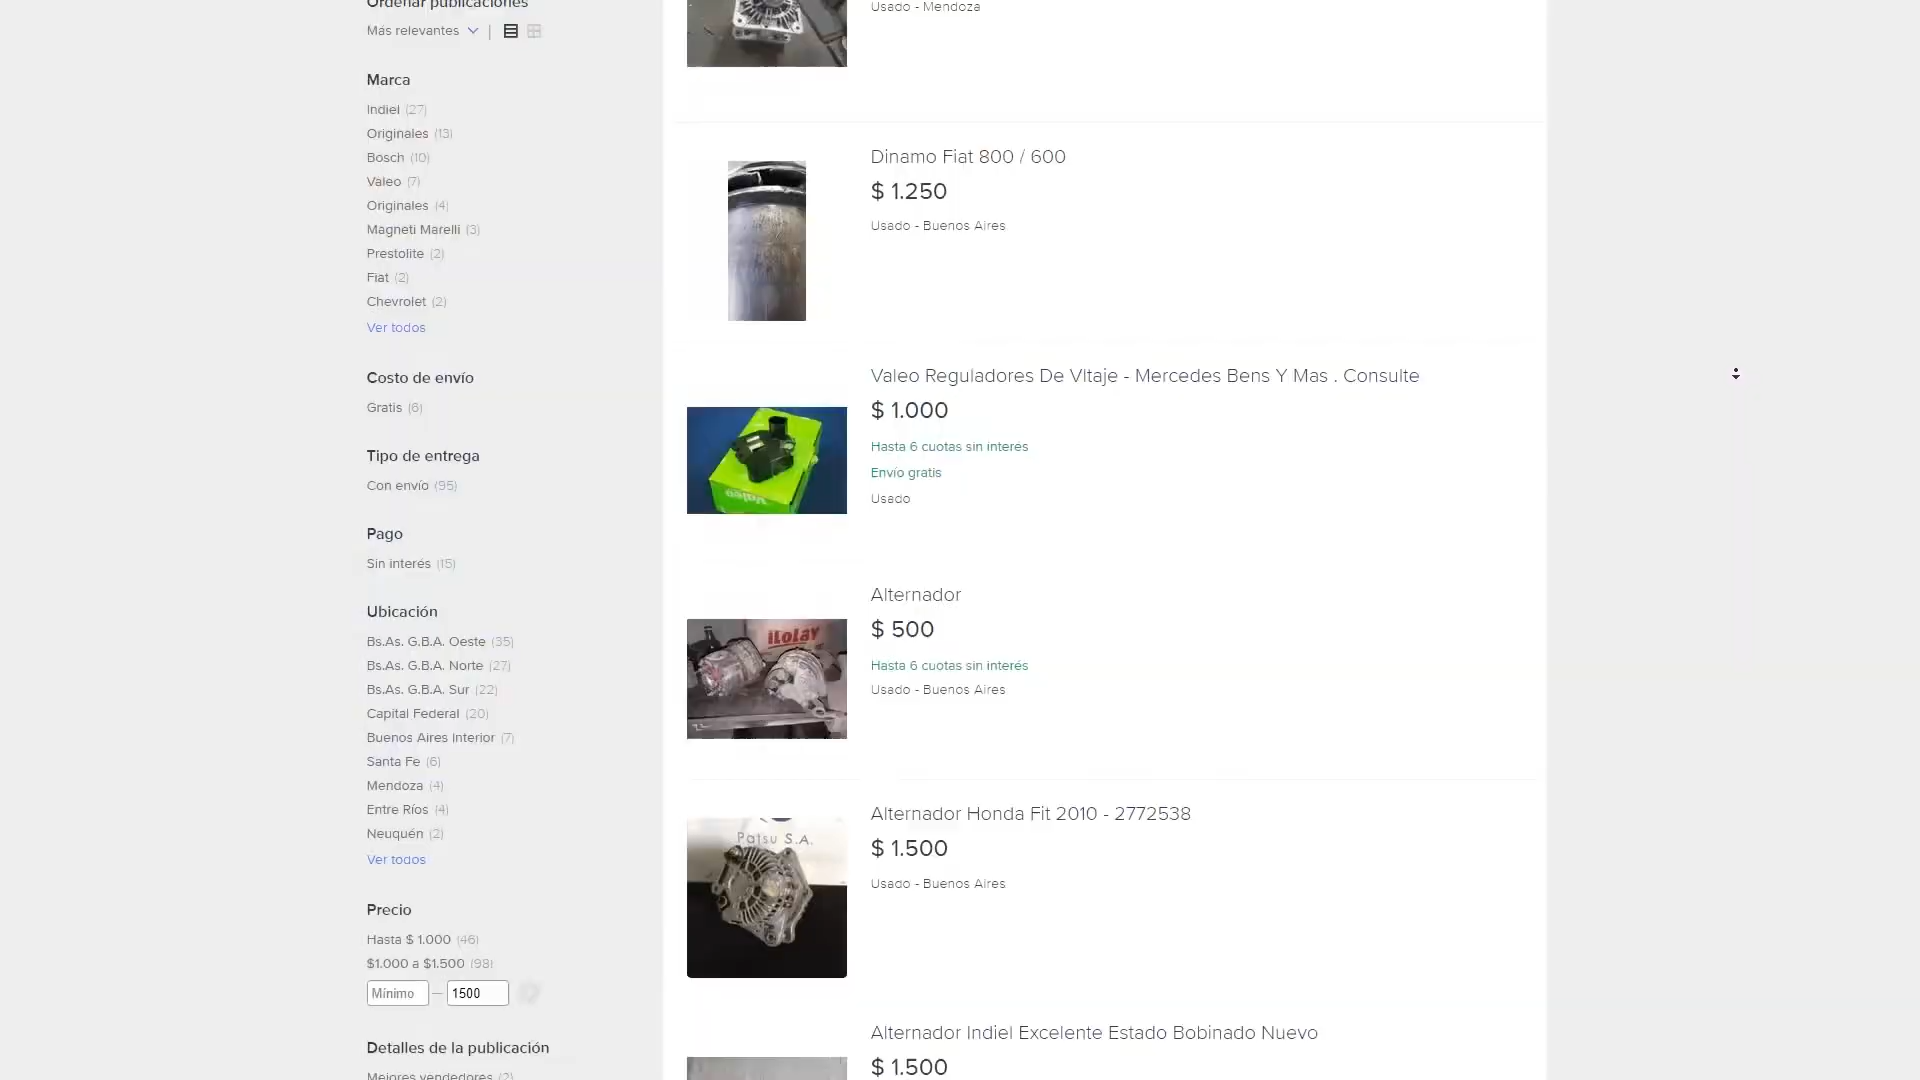 Ordenar publicaciones
Más relevantes
Marca
Indiel (27)
Originales (13)
Bosch (10)
Valeo (7)
Originales (4)
Magneti Marelli (3)
Prestolite (2)
Fiat (2)
Chevrolet (2)
Ver todos
Costo de envío
Gratis (6)
Tipo de entrega
Con envío (95)
Pago
Sin interés (15)
Ubicación
Bs.As. G.B.A. Oeste (35)
Bs.As. G.B.A. Norte (27)
Bs.As. G.B.A. Sur (22)
Capital Federal (20)
Buenos Aires Interior (7)
Santa Fe (6)
Mendoza (4)
Entre Ríos (4)
Neuquén (2)
Ver todos
Precio
Hasta $ 1.000 (46)
$1.000 a $1.500 (98)
Mínimo — 1500
Detalles de la publicación
Mejores vendedores (2)
Usado - Mendoza
Dinamo Fiat 800 / 600
$ 1.250
Usado - Buenos Aires
Valeo Reguladores De Vltaje - Mercedes Bens Y Mas . Consulte
$ 1.000
Hasta 6 cuotas sin interés
Envío gratis
Usado
Valeo
Alternador
$ 500
Hasta 6 cuotas sin interés
Usado - Buenos Aires
ilolay
Alternador Honda Fit 2010 - 2772538
$ 1.500
Usado - Buenos Aires
Patsu S.A.
Alternador Indiel Excelente Estado Bobinado Nuevo
$ 1.500